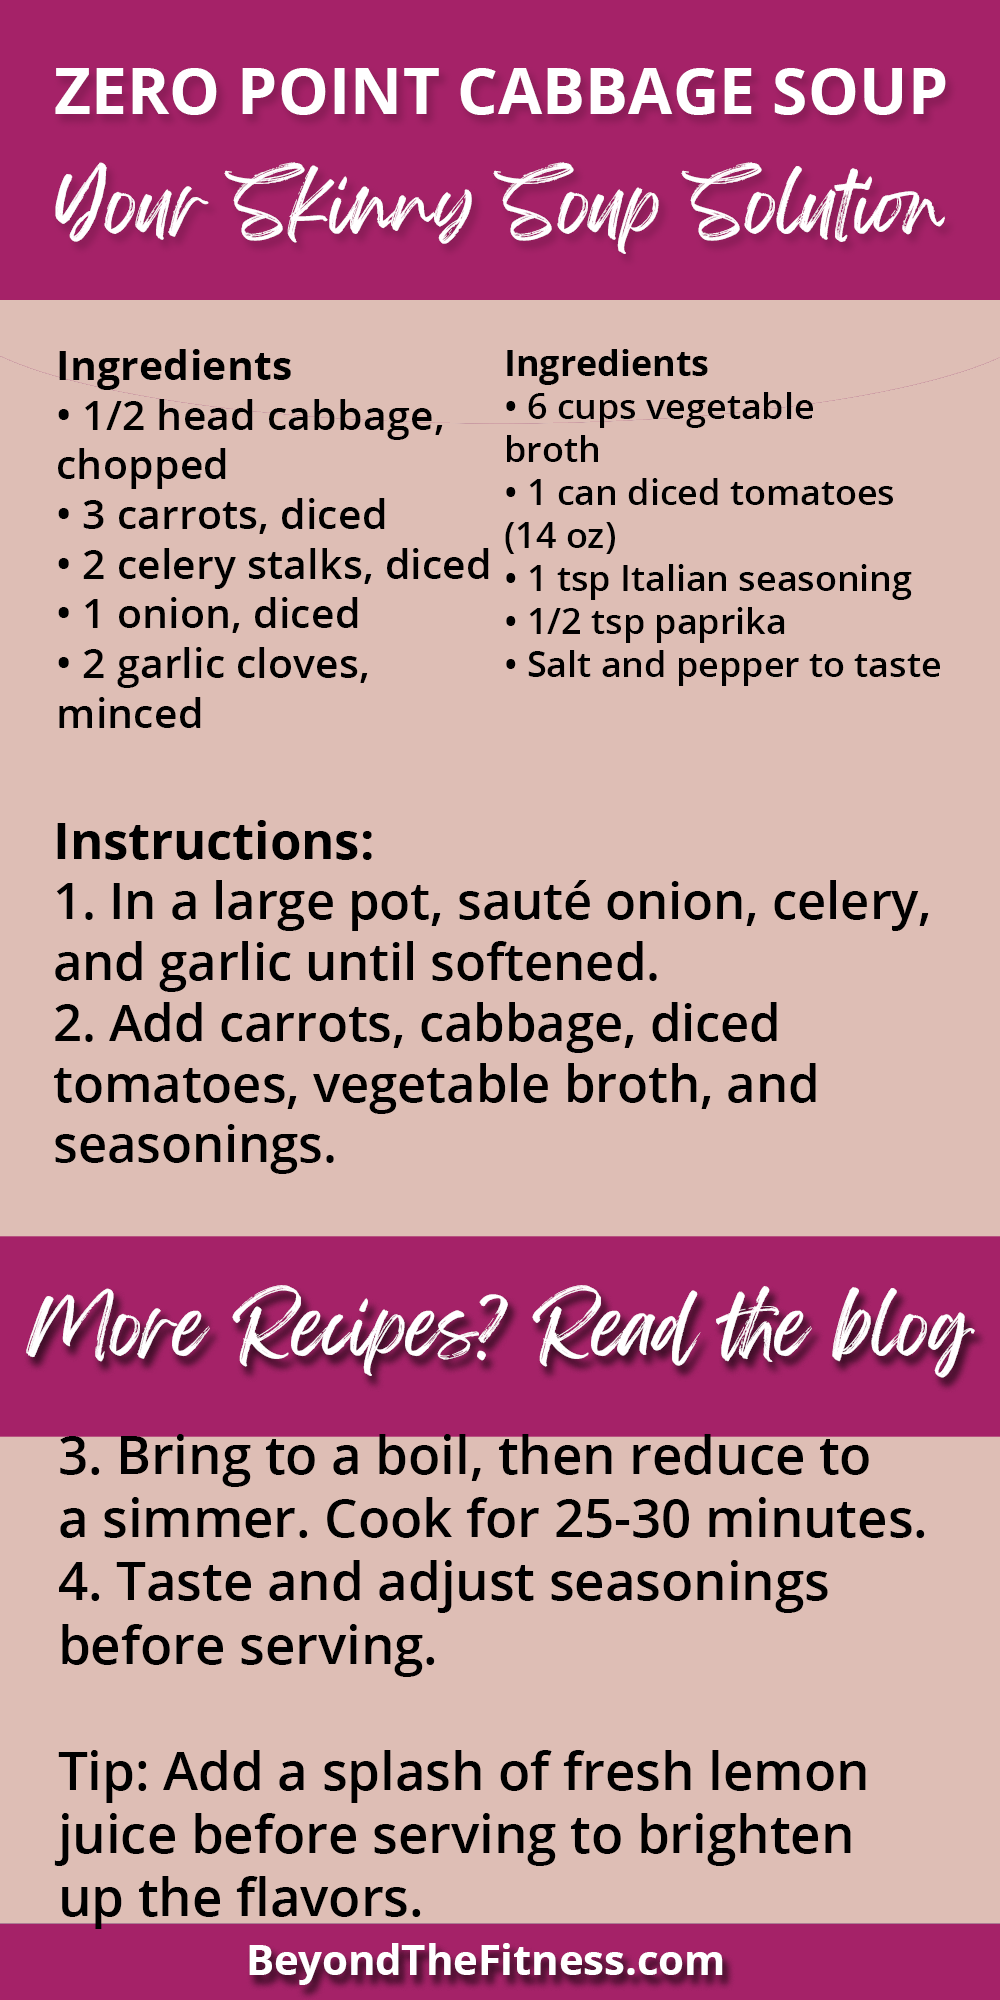 ZERO POINT CABBAGE SOUP
Your Skinny Soup Solution
Ingredients
• 1/2 head cabbage,
chopped
• 3 carrots, diced
• 2 celery stalks, diced
• 1 onion, diced
• 2 garlic cloves,
minced
Ingredients
• 6 cups vegetable
broth
• 1 can diced tomatoes
(14 oz)
• 1 tsp Italian seasoning
• 1/2 tsp paprika
• Salt and pepper to taste
Instructions:
1. In a large pot, sauté onion, celery,
and garlic until softened.
2. Add carrots, cabbage, diced
tomatoes, vegetable broth, and
seasonings.
More Recipes? Read the blog
3. Bring to a boil, then reduce to
a simmer. Cook for 25-30 minutes.
4. Taste and adjust seasonings
before serving.
Tip: Add a splash of fresh lemon
juice before serving to brighten
up the flavors.
BeyondTheFitness.com